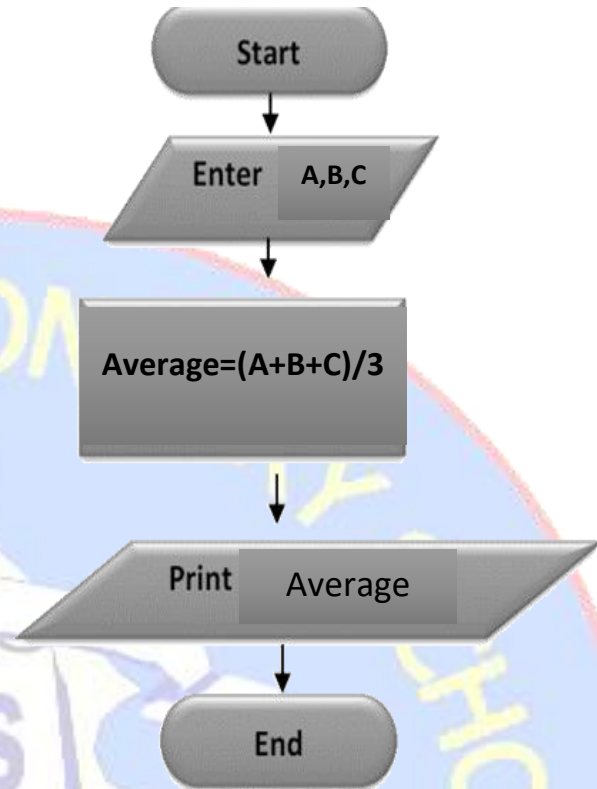 Start
Enter A,B,C
Average=(A+B+C)/3
Print Average
End